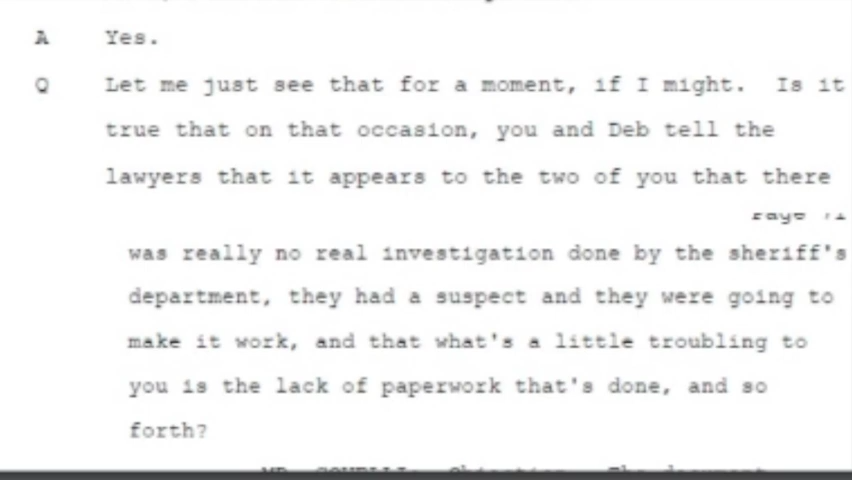 A Yes.
Q Let me just see that for a moment, if I might. Is it
true that on that occasion, you and Deb tell the
lawyers that it appears to the two of you that there
was really no real investigation done by the sheriff's
department, they had a suspect and they were going to
make it work, and that what's a little troubling to
you is the lack of paperwork that's done, and so
forth?